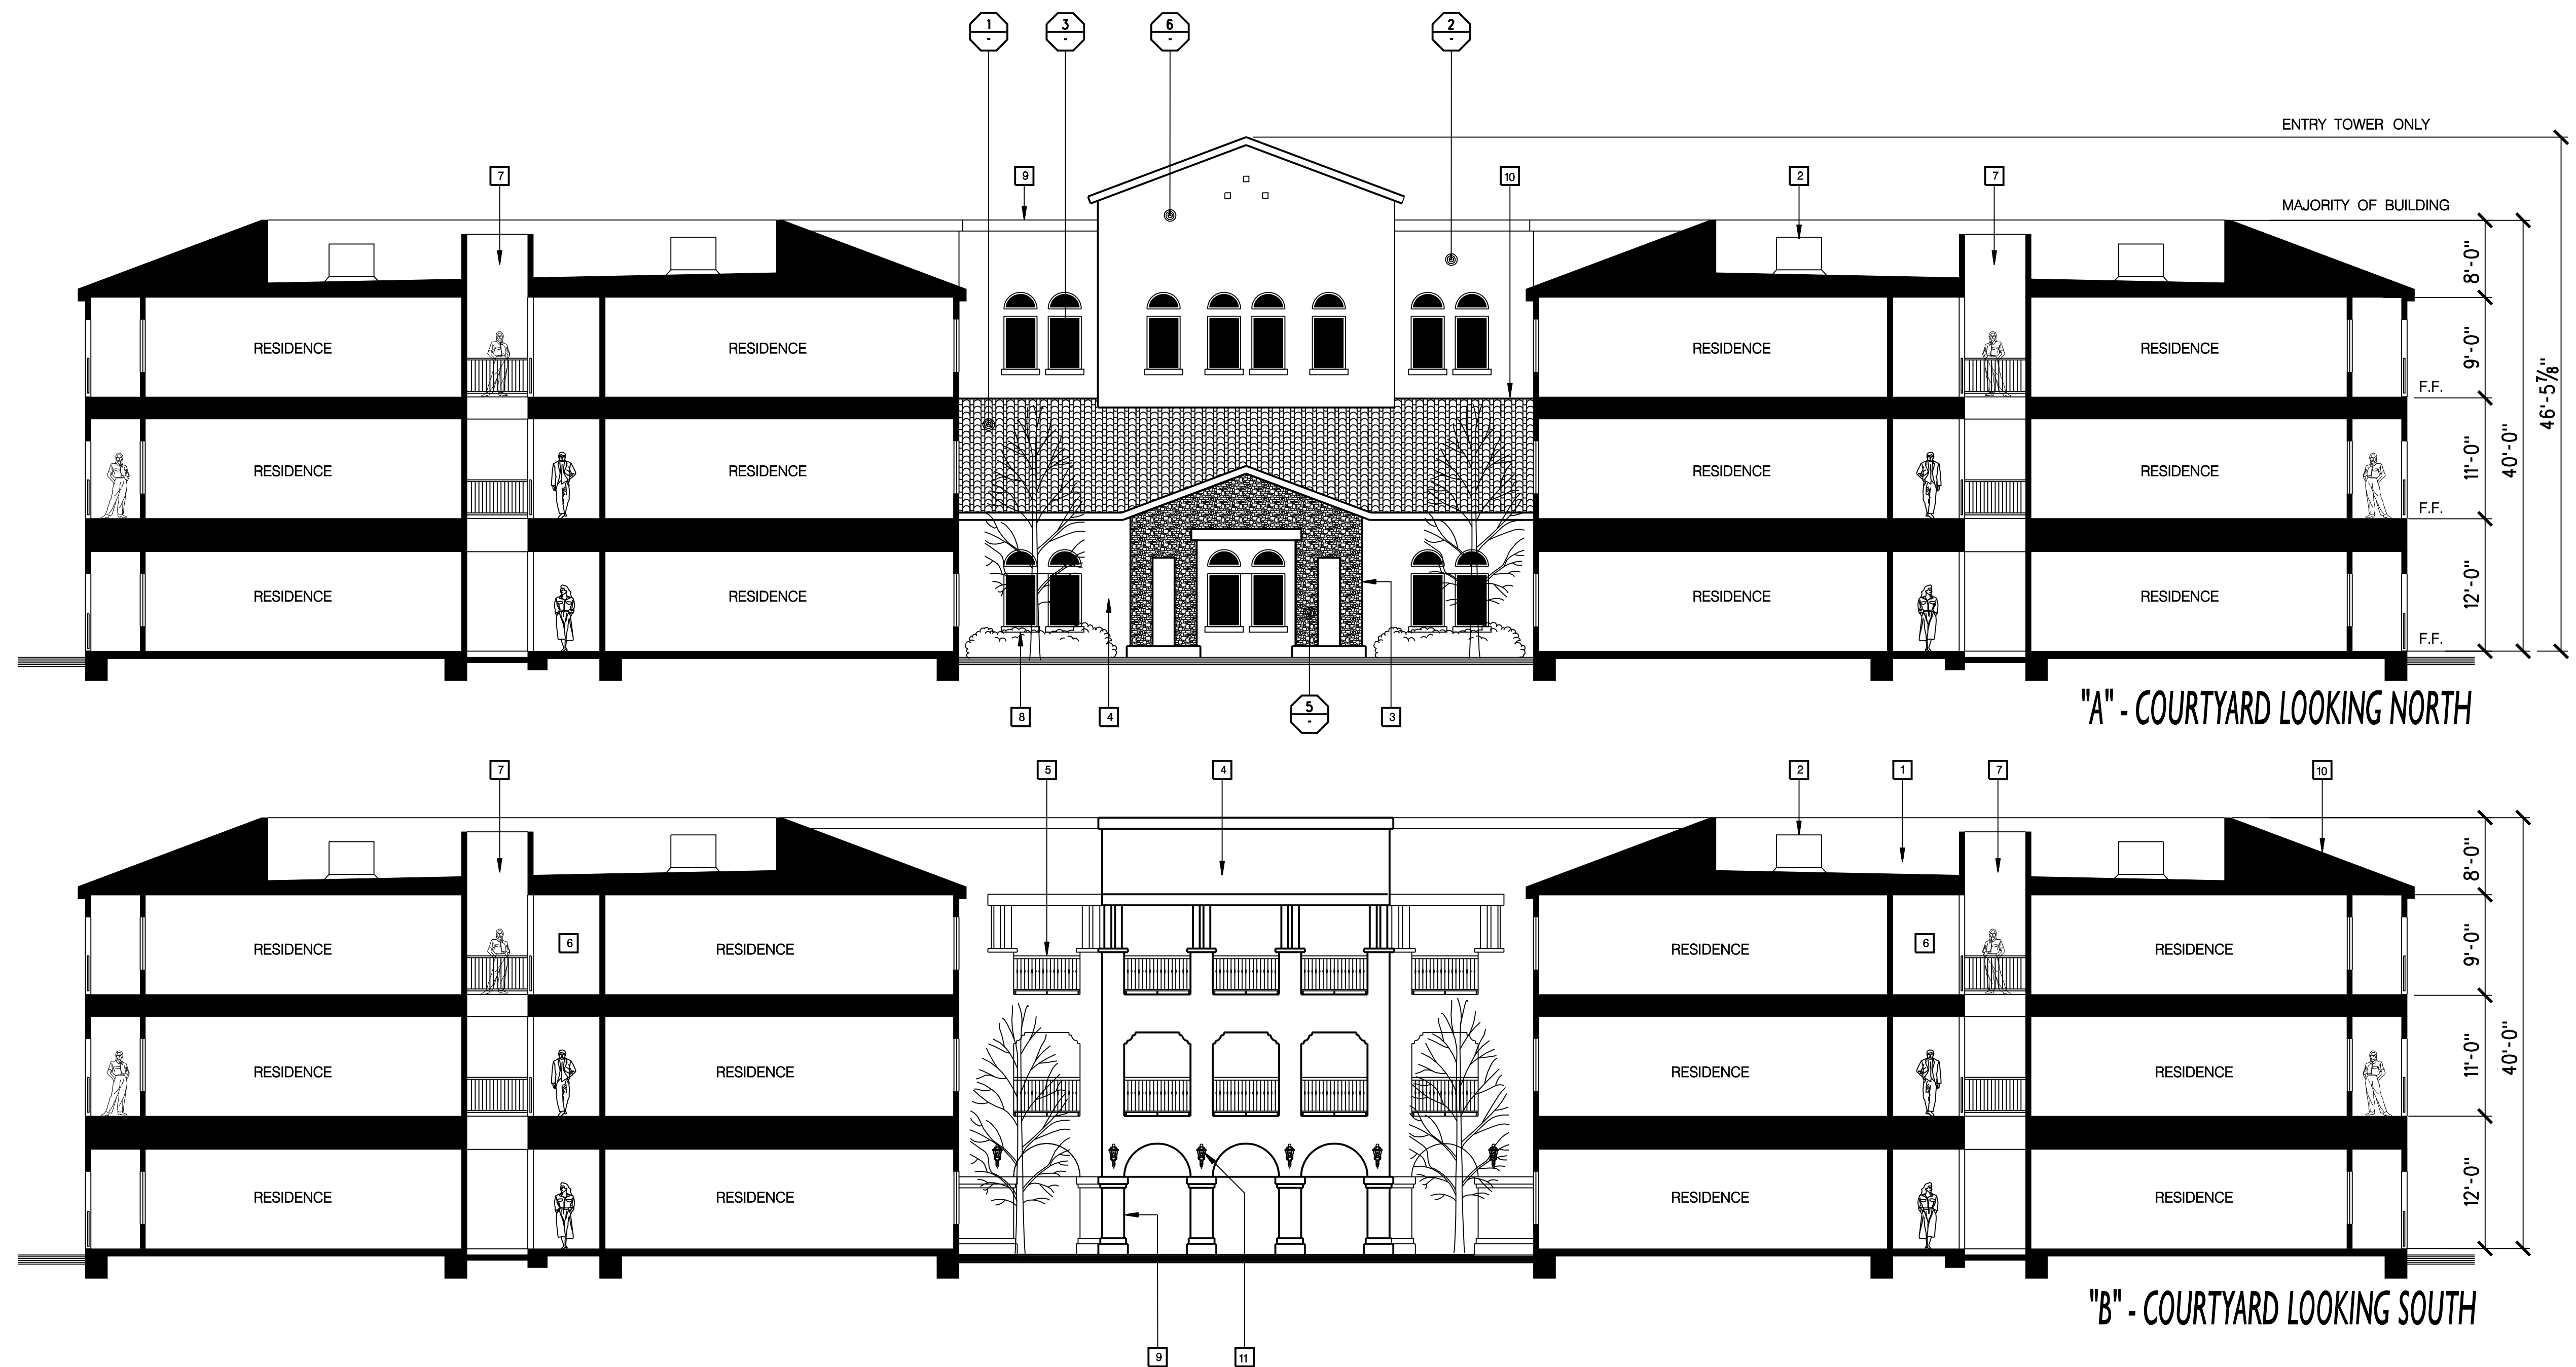 1
-
3
-
6
-
2
-
ENTRY TOWER ONLY
7
9
10
2
7
MAJORITY OF BUILDING
8'-0"
RESIDENCE
RESIDENCE
RESIDENCE
RESIDENCE
9'-0"
F.F.
46'-5⅞"
40'-0"
RESIDENCE
RESIDENCE
RESIDENCE
RESIDENCE
11'-0"
F.F.
RESIDENCE
RESIDENCE
RESIDENCE
RESIDENCE
12'-0"
F.F.
8
4
5
-
3
"A" - COURTYARD LOOKING NORTH
7
5
4
2
1
7
10
8'-0"
RESIDENCE
6
RESIDENCE
RESIDENCE
6
RESIDENCE
9'-0"
40'-0"
RESIDENCE
RESIDENCE
RESIDENCE
RESIDENCE
11'-0"
RESIDENCE
RESIDENCE
RESIDENCE
RESIDENCE
12'-0"
"B" - COURTYARD LOOKING SOUTH
9
11